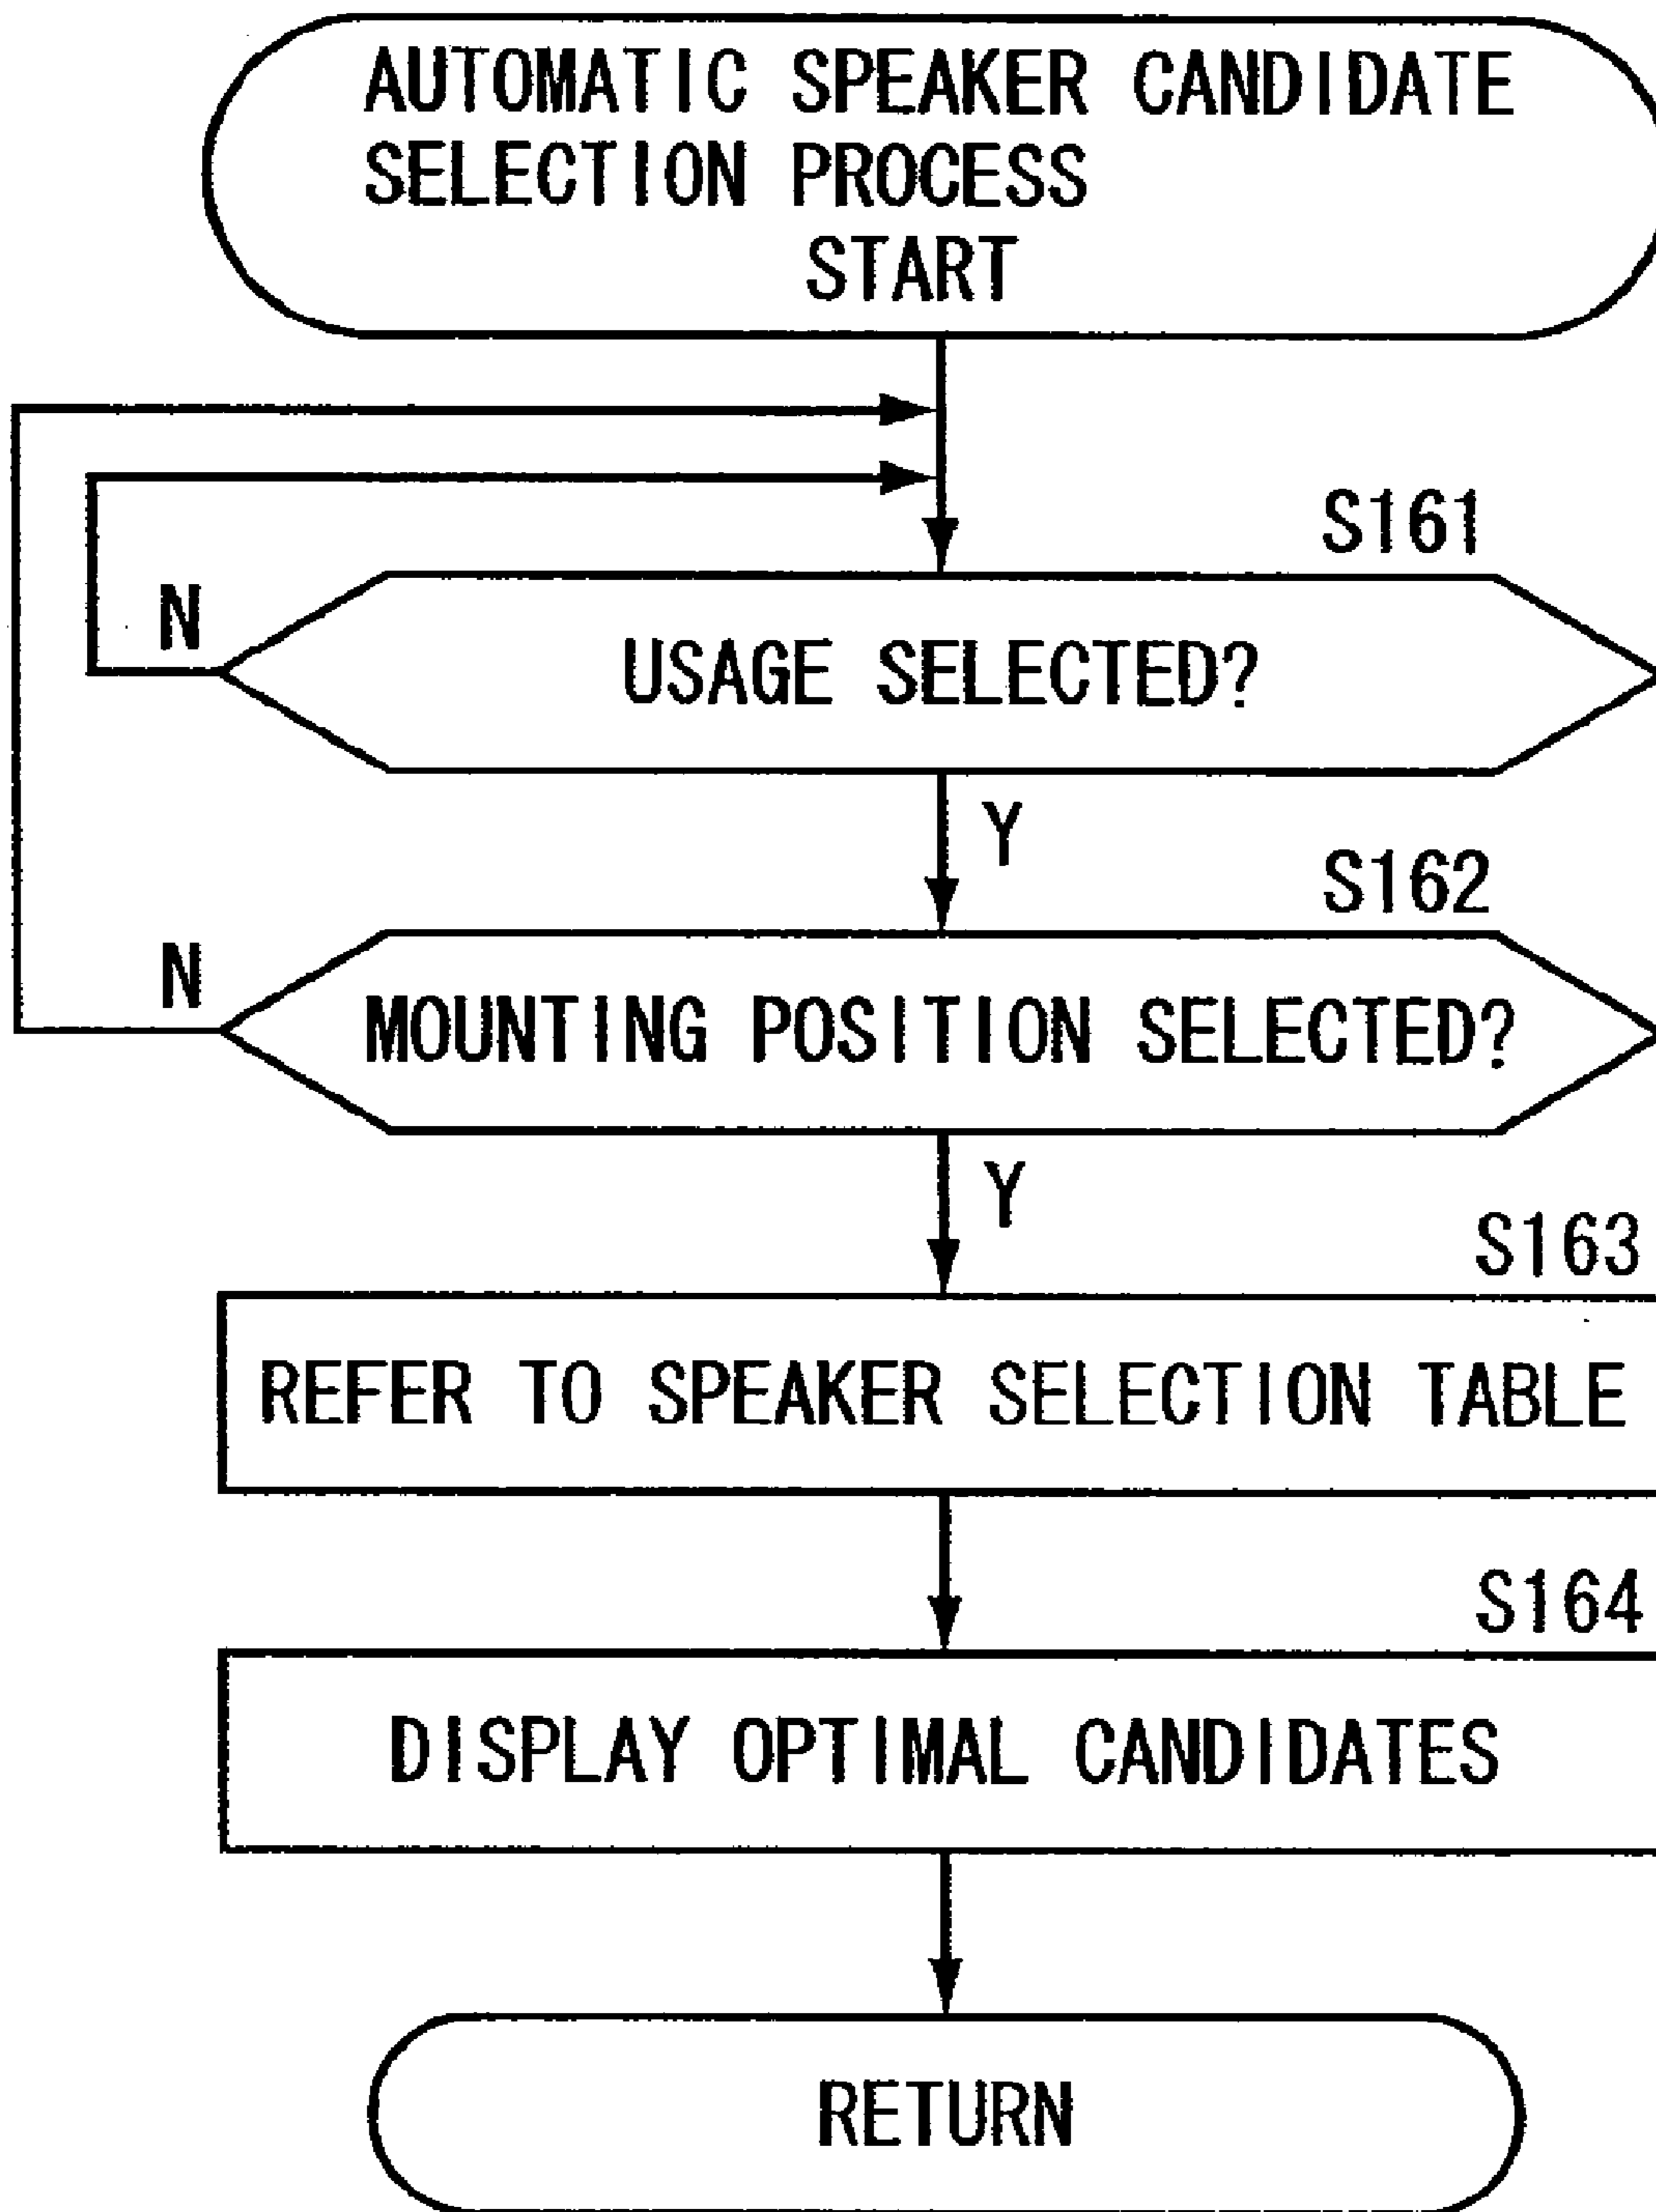 AUTOMATIC SPEAKER CANDIDATE
SELECTION PROCESS
START
S161
N
USAGE SELECTED?
Y
S162
N
MOUNTING POSITION SELECTED?
Y
S163
REFER TO SPEAKER SELECTION TABLE
S164
DISPLAY OPTIMAL CANDIDATES
RETURN